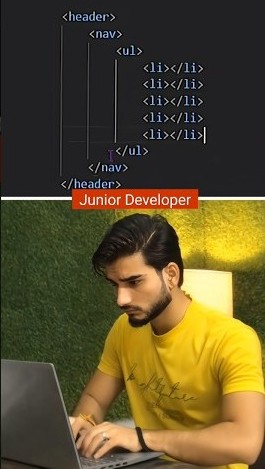 <header>
<nav>
<ul>
<li></li>
<li></li>
<li></li>
<li></li>
<li></li>
</ul>
</nav>
</header>
Junior Developer